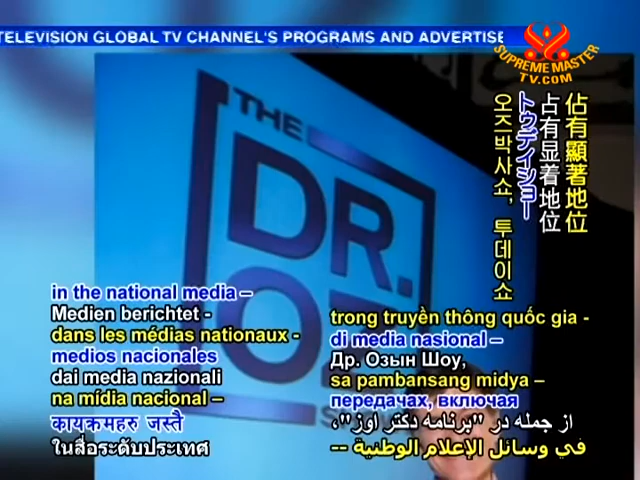 TELEVISION GLOBAL TV CHANNEL'S PROGRAMS AND ADVERTISE
SUPREME MASTER
TV.COM
THE
DR.
佔有顯著地位
占有显着地位
トゥデイショー
오즈박사쇼, 투데이쇼
in the national media –
Medien berichtet -
dans les médias nationaux -
medios nacionales
dai media nazionali
na mídia nacional –
कार्यक्रमहरु जस्तै
ในสื่อระดับประเทศ
trong truyền thông quốc gia -
di media nasional –
Др. Озын Шоу,
sa pambansang midya –
передачах, включая
از جمله در "برنامه دکتر اوز"،
في وسائل الإعلام الوطنية --